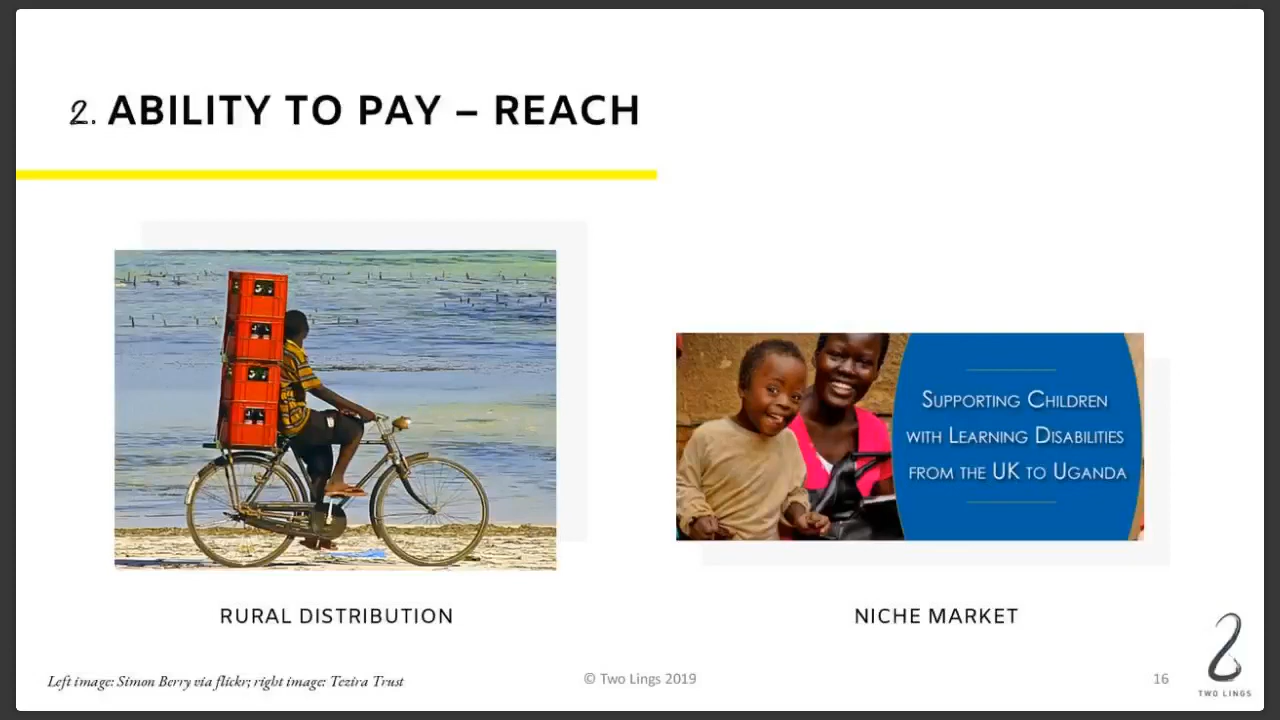 2. ABILITY TO PAY – REACH
SUPPORTING CHILDREN
WITH LEARNING DISABILITIES
FROM THE UK TO UGANDA
RURAL DISTRIBUTION
NICHE MARKET
Left image: Simon Berry via flickr; right image: Tezira Trust
© Two Lings 2019
16
TWO LINGS